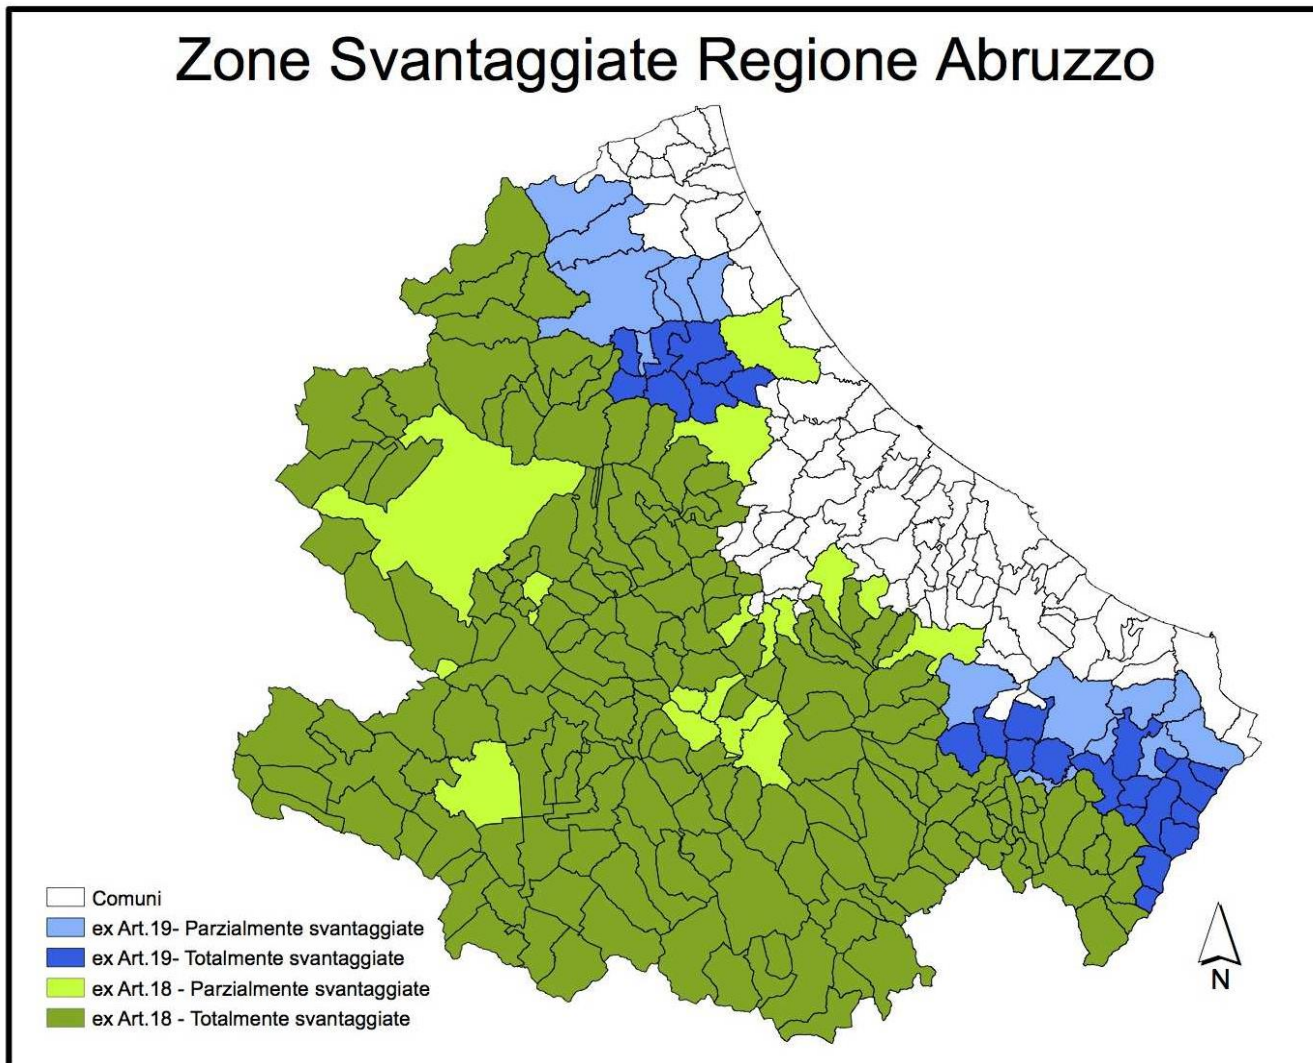 Zone Svantaggiate Regione Abruzzo
Comuni
ex Art.19- Parzialmente svantaggiate
ex Art.19- Totalmente svantaggiate
ex Art.18 - Parzialmente svantaggiate
ex Art.18 - Totalmente svantaggiate
N